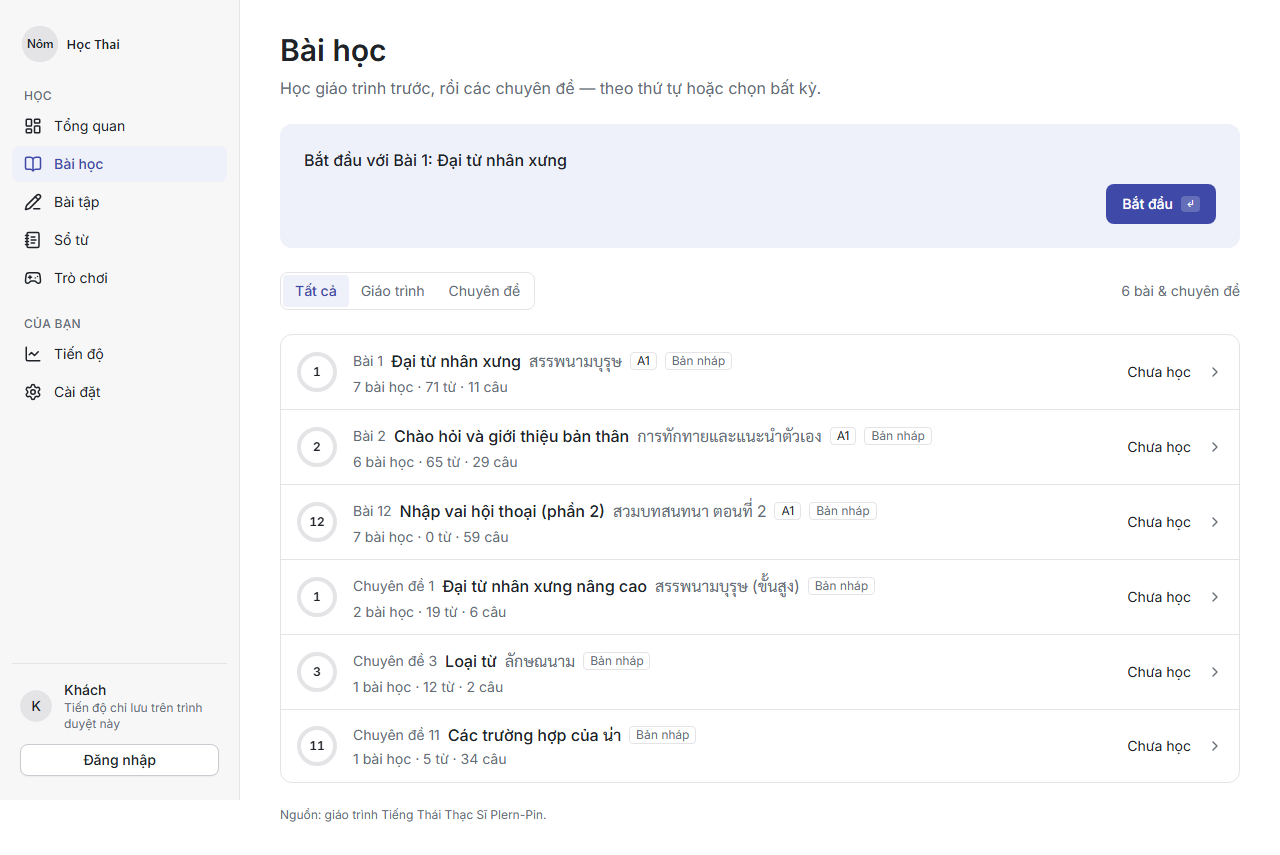 Nôm Học Thai
HỌC
Tổng quan
Bài học
Bài tập
Sổ từ
Trò chơi
CỦA BẠN
Tiến độ
Cài đặt
K
Khách
Tiến độ chỉ lưu trên trình
duyệt này
Đăng nhập
Bài học
Học giáo trình trước, rồi các chuyên đề — theo thứ tự hoặc chọn bất kỳ.
Bắt đầu với Bài 1: Đại từ nhân xưng
Bắt đầu ↵
Tất cả Giáo trình Chuyên đề 6 bài & chuyên đề
1 Bài 1 Đại từ nhân xưng สรรพนามบุรุษ A1 Bản nháp Chưa học
7 bài học · 71 từ · 11 câu
2 Bài 2 Chào hỏi và giới thiệu bản thân การทักทายและแนะนำตัวเอง A1 Bản nháp Chưa học
6 bài học · 65 từ · 29 câu
12 Bài 12 Nhập vai hội thoại (phần 2) สวมบทสนทนา ตอนที่ 2 A1 Bản nháp Chưa học
7 bài học · 0 từ · 59 câu
1 Chuyên đề 1 Đại từ nhân xưng nâng cao สรรพนามบุรุษ (ขั้นสูง) Bản nháp Chưa học
2 bài học · 19 từ · 6 câu
3 Chuyên đề 3 Loại từ ลักษณนาม Bản nháp Chưa học
1 bài học · 12 từ · 2 câu
11 Chuyên đề 11 Các trường hợp của น่า Bản nháp Chưa học
1 bài học · 5 từ · 34 câu
Nguồn: giáo trình Tiếng Thái Thạc Sĩ Plern-Pin.